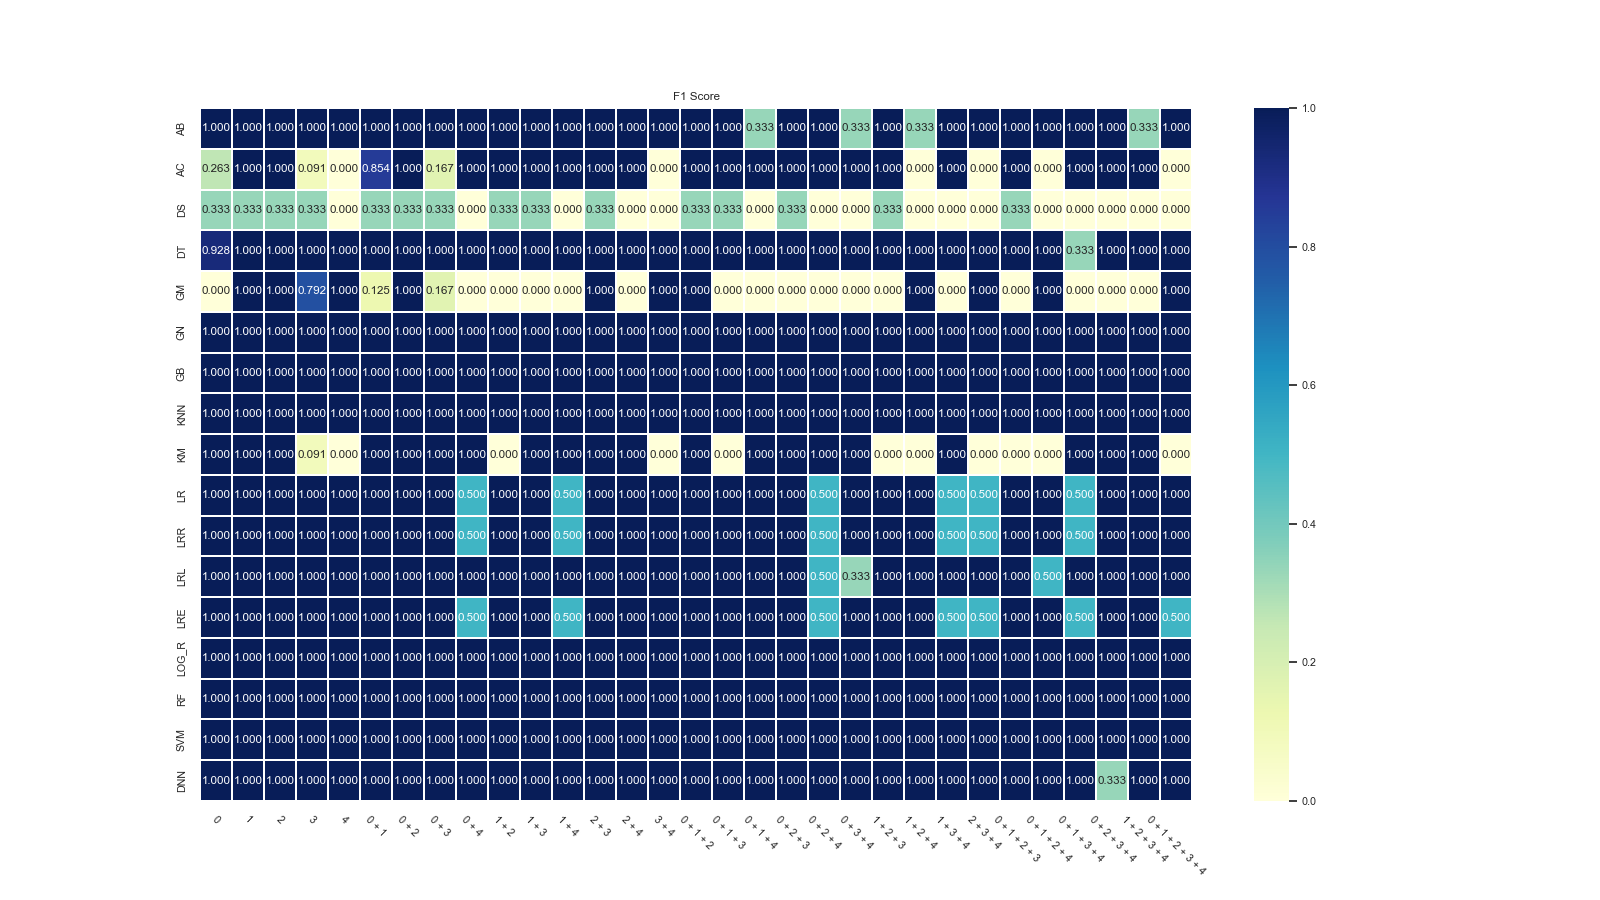 F1 Score
AB 1.000 1.000 1.000 1.000 1.000 1.000 1.000 1.000 1.000 1.000 1.000 1.000 1.000 1.000 1.000 1.000 1.000 0.333 1.000 1.000 0.333 1.000 0.333 1.000 1.000 1.000 1.000 1.000 1.000 0.333 1.000 1.0
AC 0.263 1.000 1.000 0.091 0.000 0.854 1.000 0.167 1.000 1.000 1.000 1.000 1.000 1.000 0.000 1.000 1.000 1.000 1.000 1.000 1.000 1.000 0.000 1.000 0.000 1.000 0.000 1.000 1.000 1.000 0.000
DS 0.333 0.333 0.333 0.333 0.000 0.333 0.333 0.333 0.000 0.333 0.333 0.000 0.333 0.000 0.000 0.333 0.333 0.000 0.333 0.000 0.000 0.333 0.000 0.000 0.000 0.333 0.000 0.000 0.000 0.000 0.000
DT 0.928 1.000 1.000 1.000 1.000 1.000 1.000 1.000 1.000 1.000 1.000 1.000 1.000 1.000 1.000 1.000 1.000 1.000 1.000 1.000 1.000 1.000 1.000 1.000 1.000 1.000 1.000 0.333 1.000 1.000 1.000 0.8
GM 0.000 1.000 1.000 0.792 1.000 0.125 1.000 0.167 0.000 0.000 0.000 0.000 1.000 0.000 1.000 1.000 0.000 0.000 0.000 0.000 0.000 0.000 1.000 0.000 1.000 0.000 1.000 0.000 0.000 0.000 1.000
GN 1.000 1.000 1.000 1.000 1.000 1.000 1.000 1.000 1.000 1.000 1.000 1.000 1.000 1.000 1.000 1.000 1.000 1.000 1.000 1.000 1.000 1.000 1.000 1.000 1.000 1.000 1.000 1.000 1.000 1.000 1.000
GB 1.000 1.000 1.000 1.000 1.000 1.000 1.000 1.000 1.000 1.000 1.000 1.000 1.000 1.000 1.000 1.000 1.000 1.000 1.000 1.000 1.000 1.000 1.000 1.000 1.000 1.000 1.000 1.000 1.000 1.000 1.000 0.6
KNN 1.000 1.000 1.000 1.000 1.000 1.000 1.000 1.000 1.000 1.000 1.000 1.000 1.000 1.000 1.000 1.000 1.000 1.000 1.000 1.000 1.000 1.000 1.000 1.000 1.000 1.000 1.000 1.000 1.000 1.000 1.000
KM 1.000 1.000 1.000 0.091 0.000 1.000 1.000 1.000 1.000 0.000 1.000 1.000 1.000 1.000 0.000 1.000 0.000 1.000 1.000 1.000 1.000 0.000 0.000 1.000 0.000 0.000 0.000 1.000 1.000 1.000 0.000
LR 1.000 1.000 1.000 1.000 1.000 1.000 1.000 1.000 0.500 1.000 1.000 0.500 1.000 1.000 1.000 1.000 1.000 1.000 1.000 0.500 1.000 1.000 1.000 0.500 0.500 1.000 1.000 0.500 1.000 1.000 1.000
LRR 1.000 1.000 1.000 1.000 1.000 1.000 1.000 1.000 0.500 1.000 1.000 0.500 1.000 1.000 1.000 1.000 1.000 1.000 1.000 0.500 1.000 1.000 1.000 0.500 0.500 1.000 1.000 0.500 1.000 1.000 1.000 0.4
LRL 1.000 1.000 1.000 1.000 1.000 1.000 1.000 1.000 1.000 1.000 1.000 1.000 1.000 1.000 1.000 1.000 1.000 1.000 1.000 0.500 0.333 1.000 1.000 1.000 1.000 1.000 0.500 1.000 1.000 1.000 1.000
LRE 1.000 1.000 1.000 1.000 1.000 1.000 1.000 1.000 0.500 1.000 1.000 0.500 1.000 1.000 1.000 1.000 1.000 1.000 1.000 0.500 1.000 1.000 1.000 0.500 0.500 1.000 1.000 0.500 1.000 1.000 0.500
LOG_R 1.000 1.000 1.000 1.000 1.000 1.000 1.000 1.000 1.000 1.000 1.000 1.000 1.000 1.000 1.000 1.000 1.000 1.000 1.000 1.000 1.000 1.000 1.000 1.000 1.000 1.000 1.000 1.000 1.000 1.000 1.000 0.2
RF 1.000 1.000 1.000 1.000 1.000 1.000 1.000 1.000 1.000 1.000 1.000 1.000 1.000 1.000 1.000 1.000 1.000 1.000 1.000 1.000 1.000 1.000 1.000 1.000 1.000 1.000 1.000 1.000 1.000 1.000 1.000
SVM 1.000 1.000 1.000 1.000 1.000 1.000 1.000 1.000 1.000 1.000 1.000 1.000 1.000 1.000 1.000 1.000 1.000 1.000 1.000 1.000 1.000 1.000 1.000 1.000 1.000 1.000 1.000 1.000 1.000 1.000 1.000
DNN 1.000 1.000 1.000 1.000 1.000 1.000 1.000 1.000 1.000 1.000 1.000 1.000 1.000 1.000 1.000 1.000 1.000 1.000 1.000 1.000 1.000 1.000 1.000 1.000 1.000 1.000 1.000 1.000 0.333 1.000 1.000 0.0
0
1
2
3
4
0 + 1
0 + 2
0 + 3
0 + 4
1 + 2
1 + 3
1 + 4
2 + 3
2 + 4
3 + 4
0 + 1 + 2
0 + 1 + 3
0 + 1 + 4
0 + 2 + 3
0 + 2 + 4
0 + 3 + 4
1 + 2 + 3
1 + 2 + 4
1 + 3 + 4
2 + 3 + 4
0 + 1 + 2 + 3
0 + 1 + 2 + 4
0 + 1 + 3 + 4
0 + 2 + 3 + 4
1 + 2 + 3 + 4
0 + 1 + 2 + 3 + 4